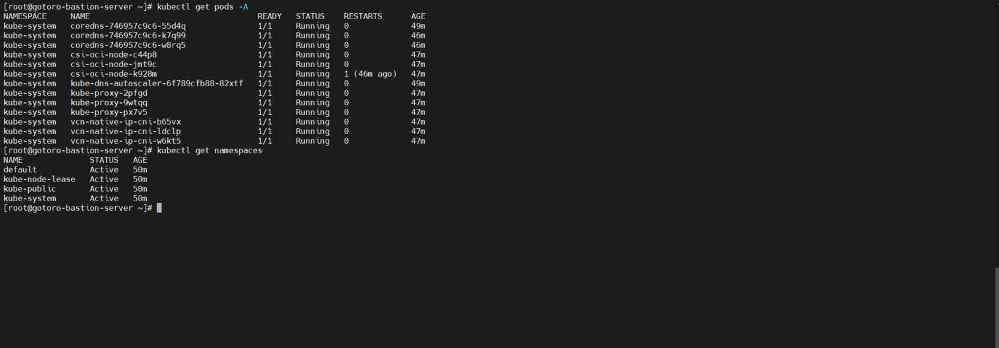 [root@gotoro-bastion-server ~]# kubectl get pods -A
NAMESPACE     NAME                                   READY   STATUS    RESTARTS      AGE
kube-system   coredns-746957c9c6-55d4q               1/1     Running   0             49m
kube-system   coredns-746957c9c6-k7q99               1/1     Running   0             46m
kube-system   coredns-746957c9c6-w8rq5               1/1     Running   0             46m
kube-system   csi-oci-node-c44p8                     1/1     Running   0             47m
kube-system   csi-oci-node-jmt9c                     1/1     Running   0             47m
kube-system   csi-oci-node-k928m                     1/1     Running   1 (46m ago)   47m
kube-system   kube-dns-autoscaler-6f789cfb88-82xtf   1/1     Running   0             49m
kube-system   kube-proxy-2pfgd                       1/1     Running   0             47m
kube-system   kube-proxy-9wtqq                       1/1     Running   0             47m
kube-system   kube-proxy-px7v5                       1/1     Running   0             47m
kube-system   vcn-native-ip-cni-b65vx                1/1     Running   0             47m
kube-system   vcn-native-ip-cni-ldclp                1/1     Running   0             47m
kube-system   vcn-native-ip-cni-w6kt5                1/1     Running   0             47m
[root@gotoro-bastion-server ~]# kubectl get namespaces
NAME              STATUS   AGE
default           Active   50m
kube-node-lease   Active   50m
kube-public       Active   50m
kube-system       Active   50m
[root@gotoro-bastion-server ~]#